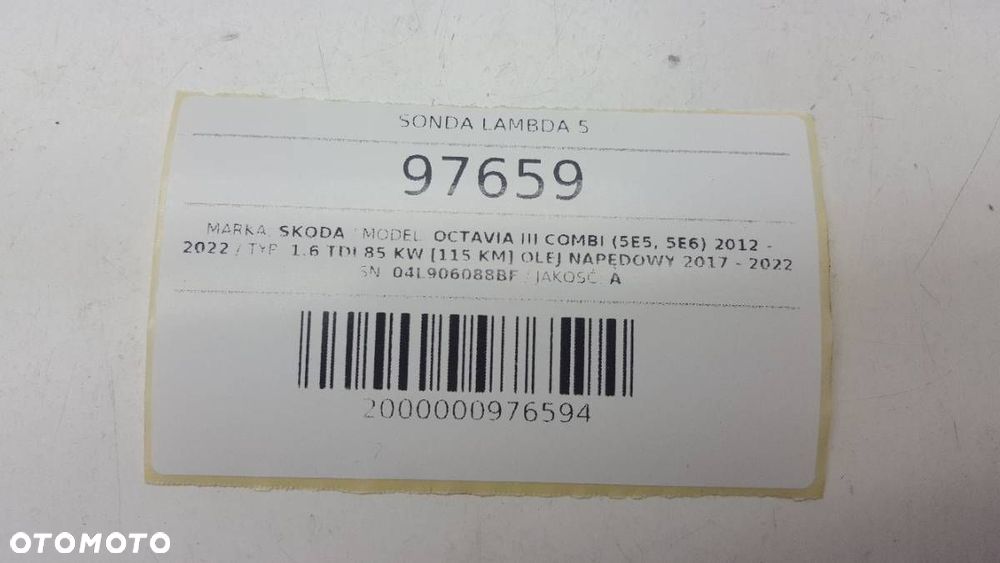 SONDA LAMBDA 5
97659
MARKA: SKODA / MODEL: OCTAVIA III COMBI (5E5, 5E6) 2012 -
2022 / TYP: 1.6 TDI 85 KW [115 KM] OLEJ NAPĘDOWY 2017 - 2022
SN: 04L906088BF / JAKOŚĆ: A
2000000976594
OTOMOTO